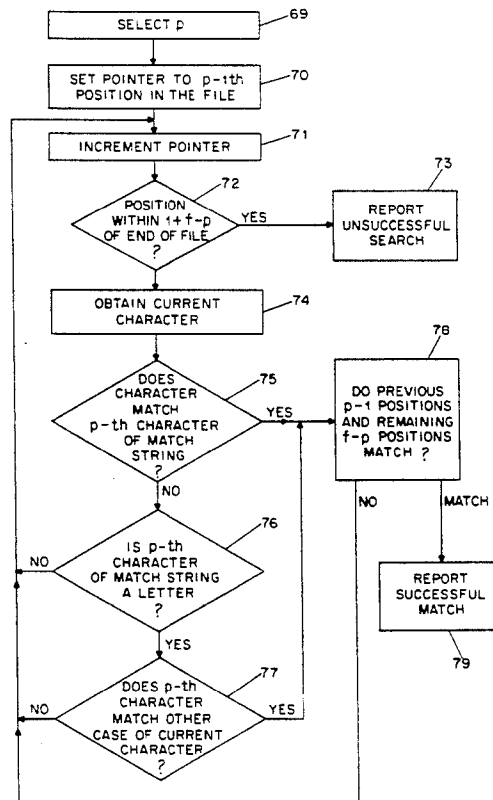 SELECT p
69
SET POINTER TO p-1th
POSITION IN THE FILE
70
71
INCREMENT POINTER
72
POSITION
WITHIN 1+f-p
OF END OF FILE
?
YES
73
REPORT
UNSUCCESSFUL
SEARCH
OBTAIN CURRENT
CHARACTER
74
DOES
CHARACTER
MATCH
p-th CHARACTER
OF MATCH
STRING
?
75
YES
NO
78
DO PREVIOUS
p-1 POSITIONS
AND REMAINING
f-p POSITIONS
MATCH ?
NO
MATCH
76
IS p-th
CHARACTER
OF MATCH STRING
A LETTER
?
NO
YES
REPORT
SUCCESSFUL
MATCH
79
77
DOES p-th
CHARACTER
MATCH OTHER
CASE OF CURRENT
CHARACTER
?
NO
YES